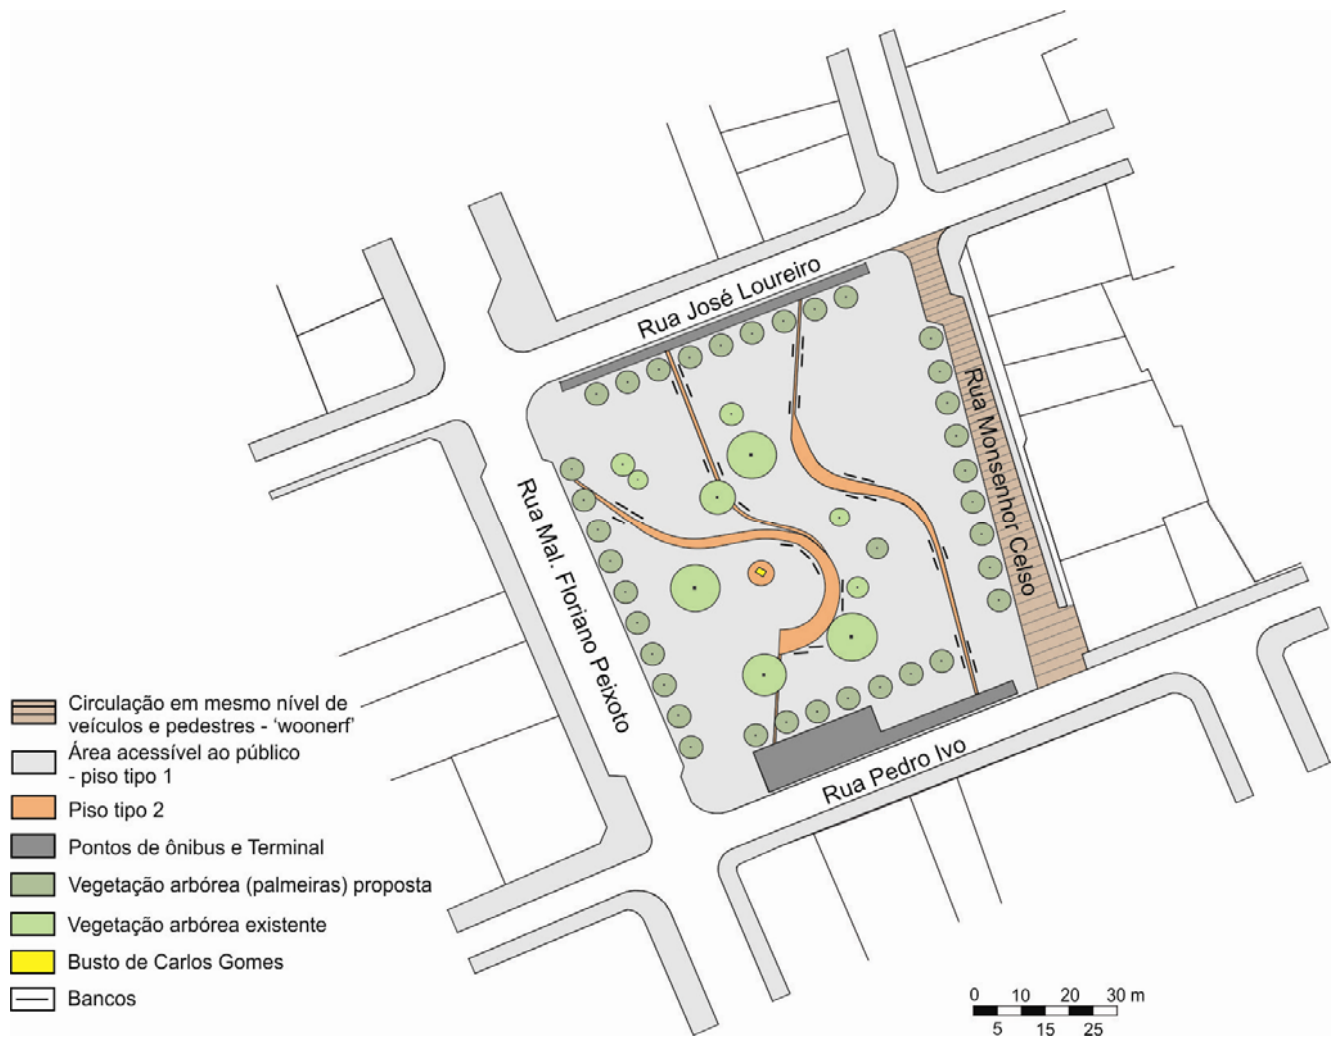 Rua José Loureiro
Rua Monsenhor Celso
Rua Mal. Floriano Peixoto
Rua Pedro Ivo
Circulação em mesmo nível de
veículos e pedestres - ‘woonerf’
Área acessível ao público
- piso tipo 1
Piso tipo 2
Pontos de ônibus e Terminal
Vegetação arbórea (palmeiras) proposta
Vegetação arbórea existente
Busto de Carlos Gomes
Bancos
0 10 20 30 m
5 15 25